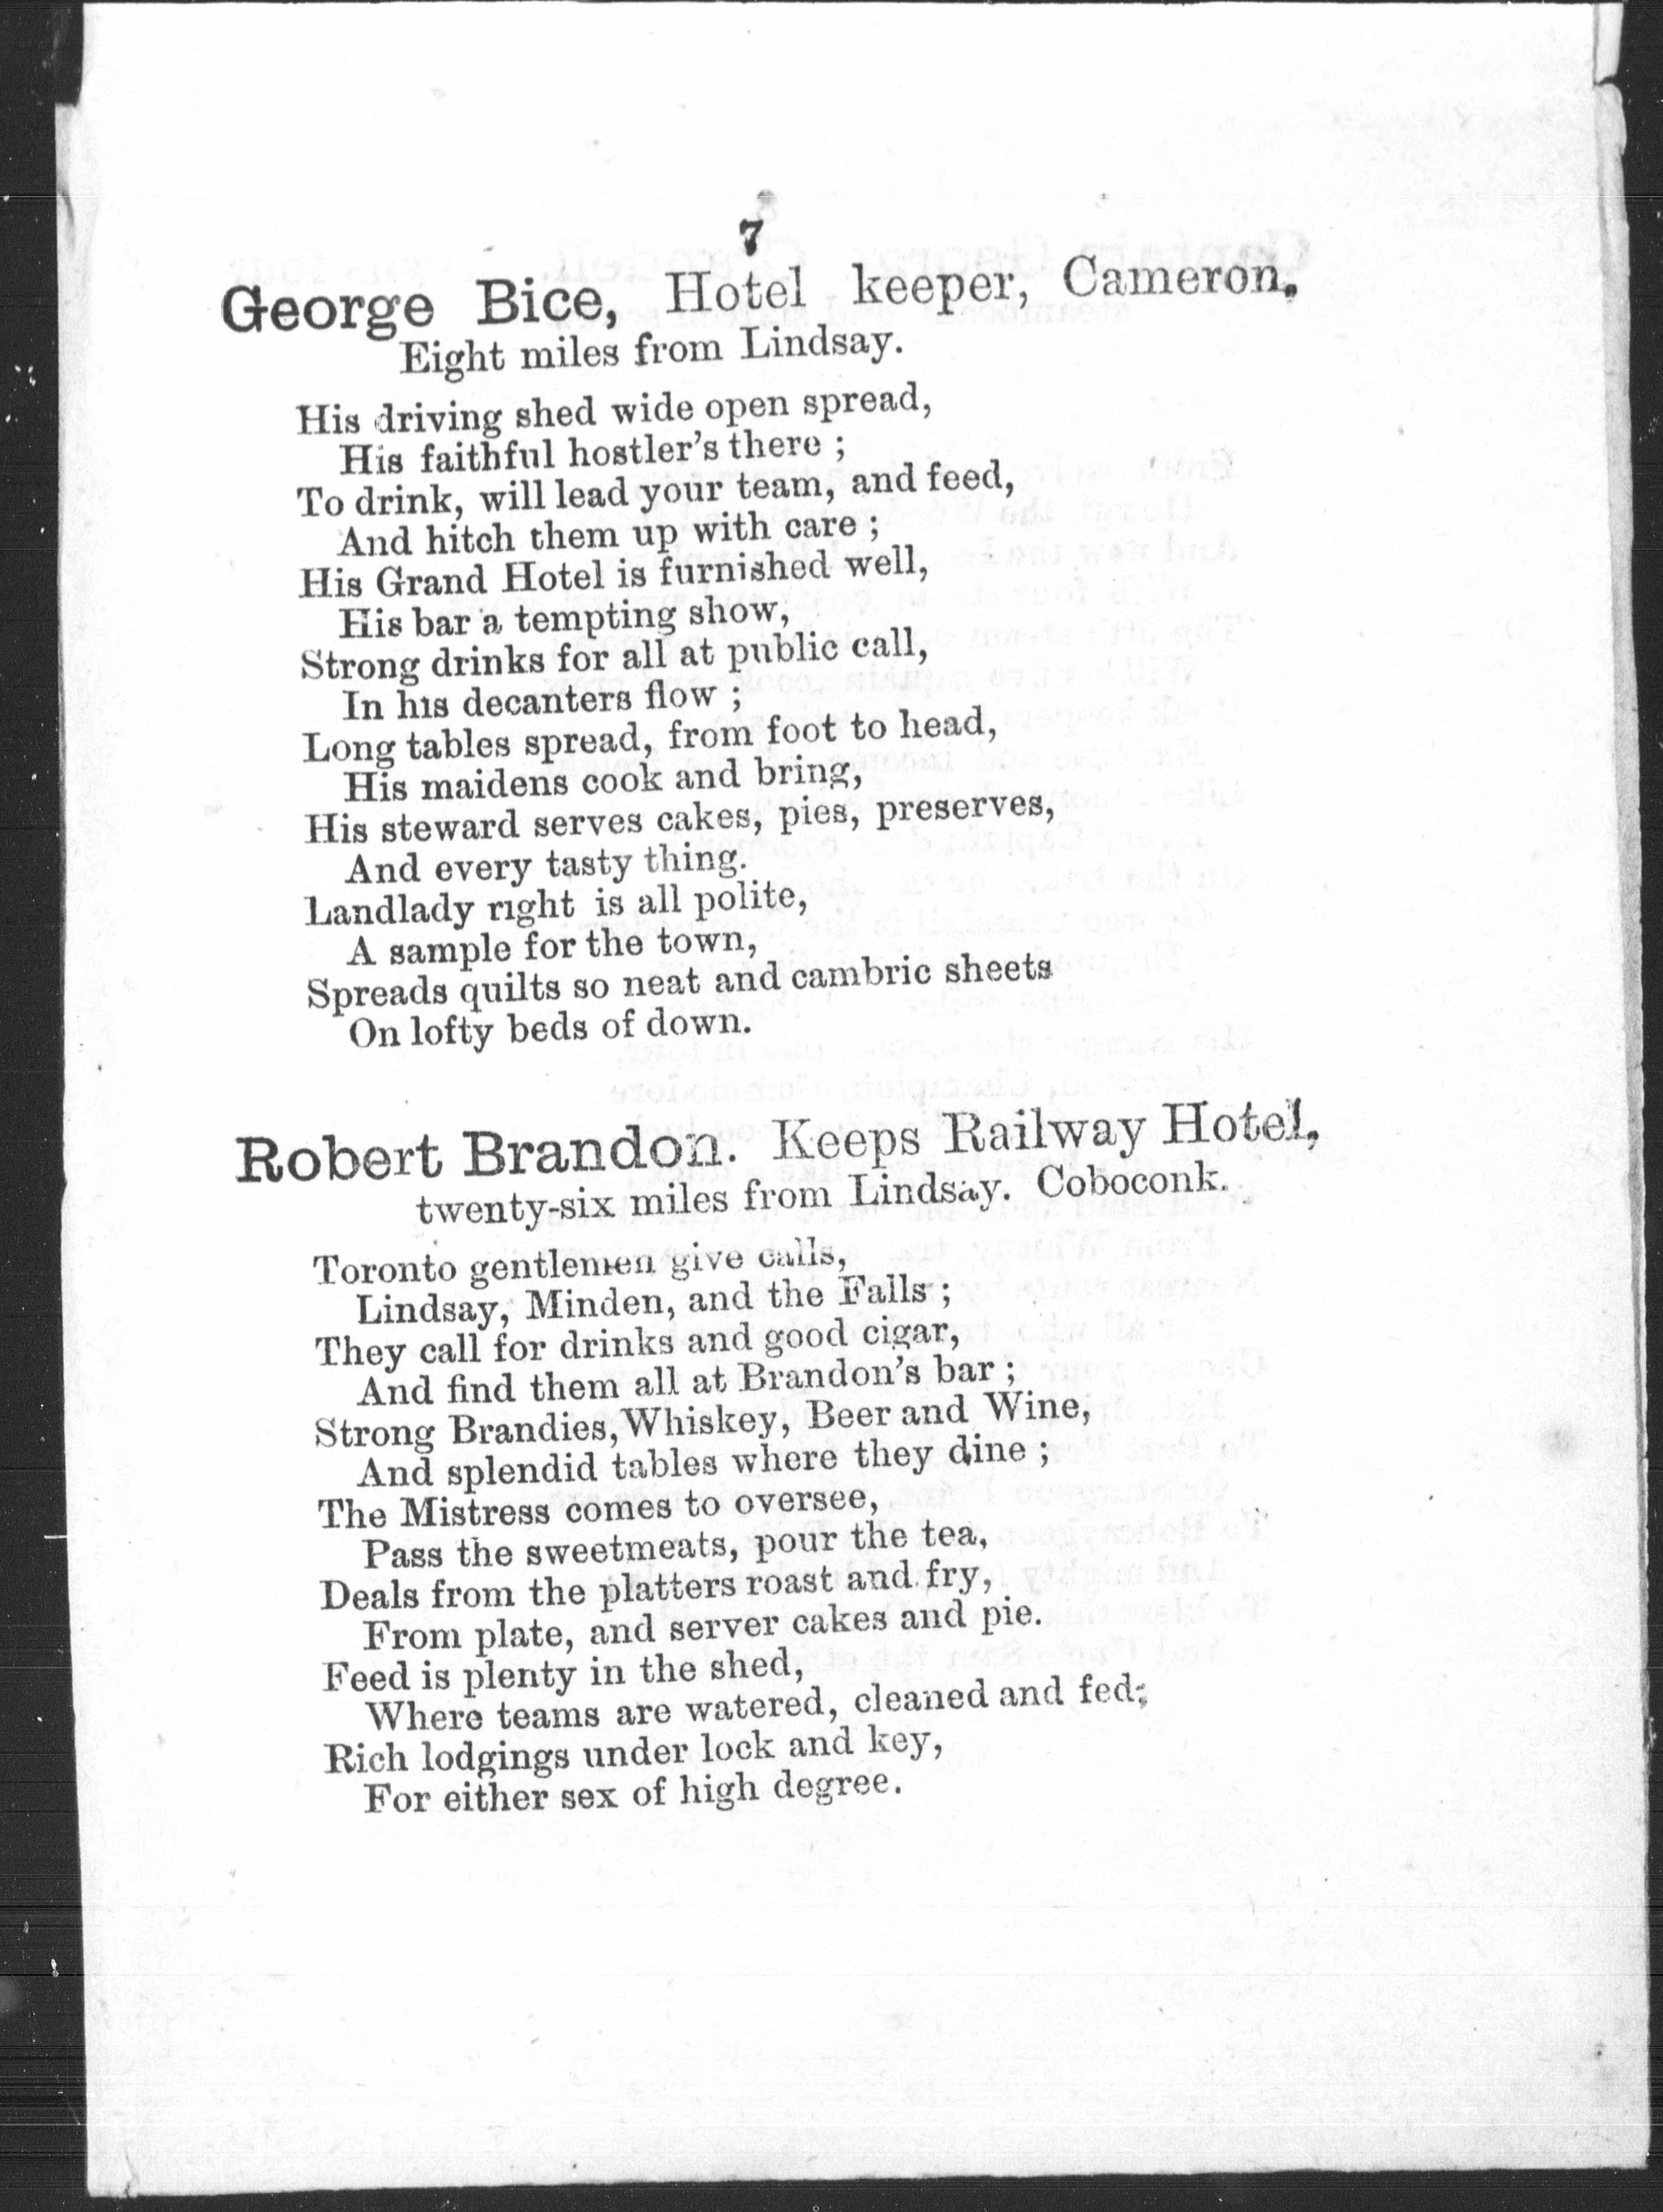 7
George Bice, Hotel keeper, Cameron,
Eight miles from Lindsay.
His driving shed wide open spread,
His faithful hostler's there ;
To drink, will lead your team, and feed,
And hitch them up with care ;
His Grand Hotel is furnished well,
His bar a tempting show,
Strong drinks for all at public call,
In his decanters flow ;
Long tables spread, from foot to head,
His maidens cook and bring,
His steward serves cakes, pies, preserves,
And every tasty thing.
Landlady right is all polite,
A sample for the town,
Spreads quilts so neat and cambric sheets
On lofty beds of down.
Robert Brandon. Keeps Railway Hotel,
twenty-six miles from Lindsay. Coboconk.
Toronto gentlemen give calls,
Lindsay, Minden, and the Falls ;
They call for drinks and good cigar,
And find them all at Brandon's bar ;
Strong Brandies, Whiskey, Beer and Wine,
And splendid tables where they dine ;
The Mistress comes to oversee,
Pass the sweetmeats, pour the tea,
Deals from the platters roast and fry,
From plate, and server cakes and pie.
Feed is plenty in the shed,
Where teams are watered, cleaned and fed;
Rich lodgings under lock and key,
For either sex of high degree.